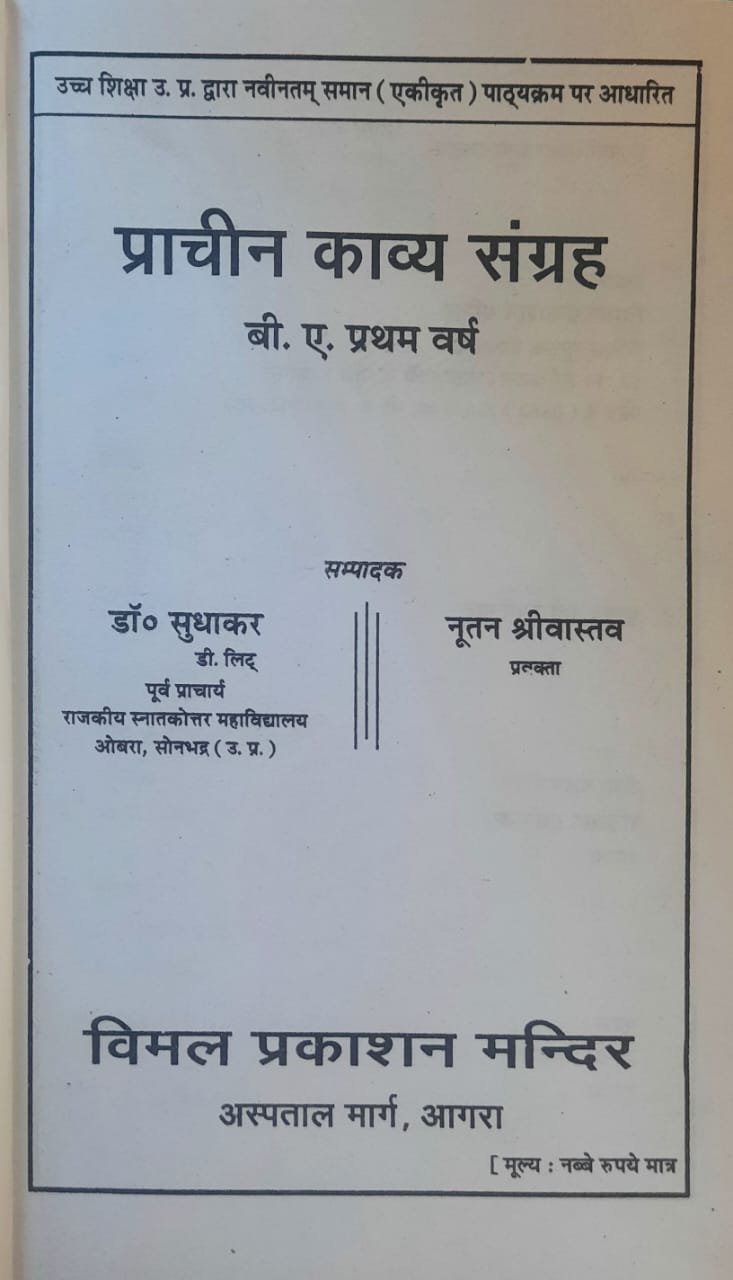 उच्च शिक्षा उ. प्र. द्वारा नवीनतम् समान ( एकीकृत ) पाठ्यक्रम पर आधारित
प्राचीन काव्य संग्रह
बी. ए. प्रथम वर्ष
सम्पादक
डॉ० सुधाकर
डी. लिट्
पूर्व प्राचार्य
राजकीय स्नातकोत्तर महाविद्यालय
ओबरा, सोनभद्र ( उ. प्र. )
नूतन श्रीवास्तव
प्रवक्ता
विमल प्रकाशन मन्दिर
अस्पताल मार्ग, आगरा
[ मूल्य : नब्बे रुपये मात्र